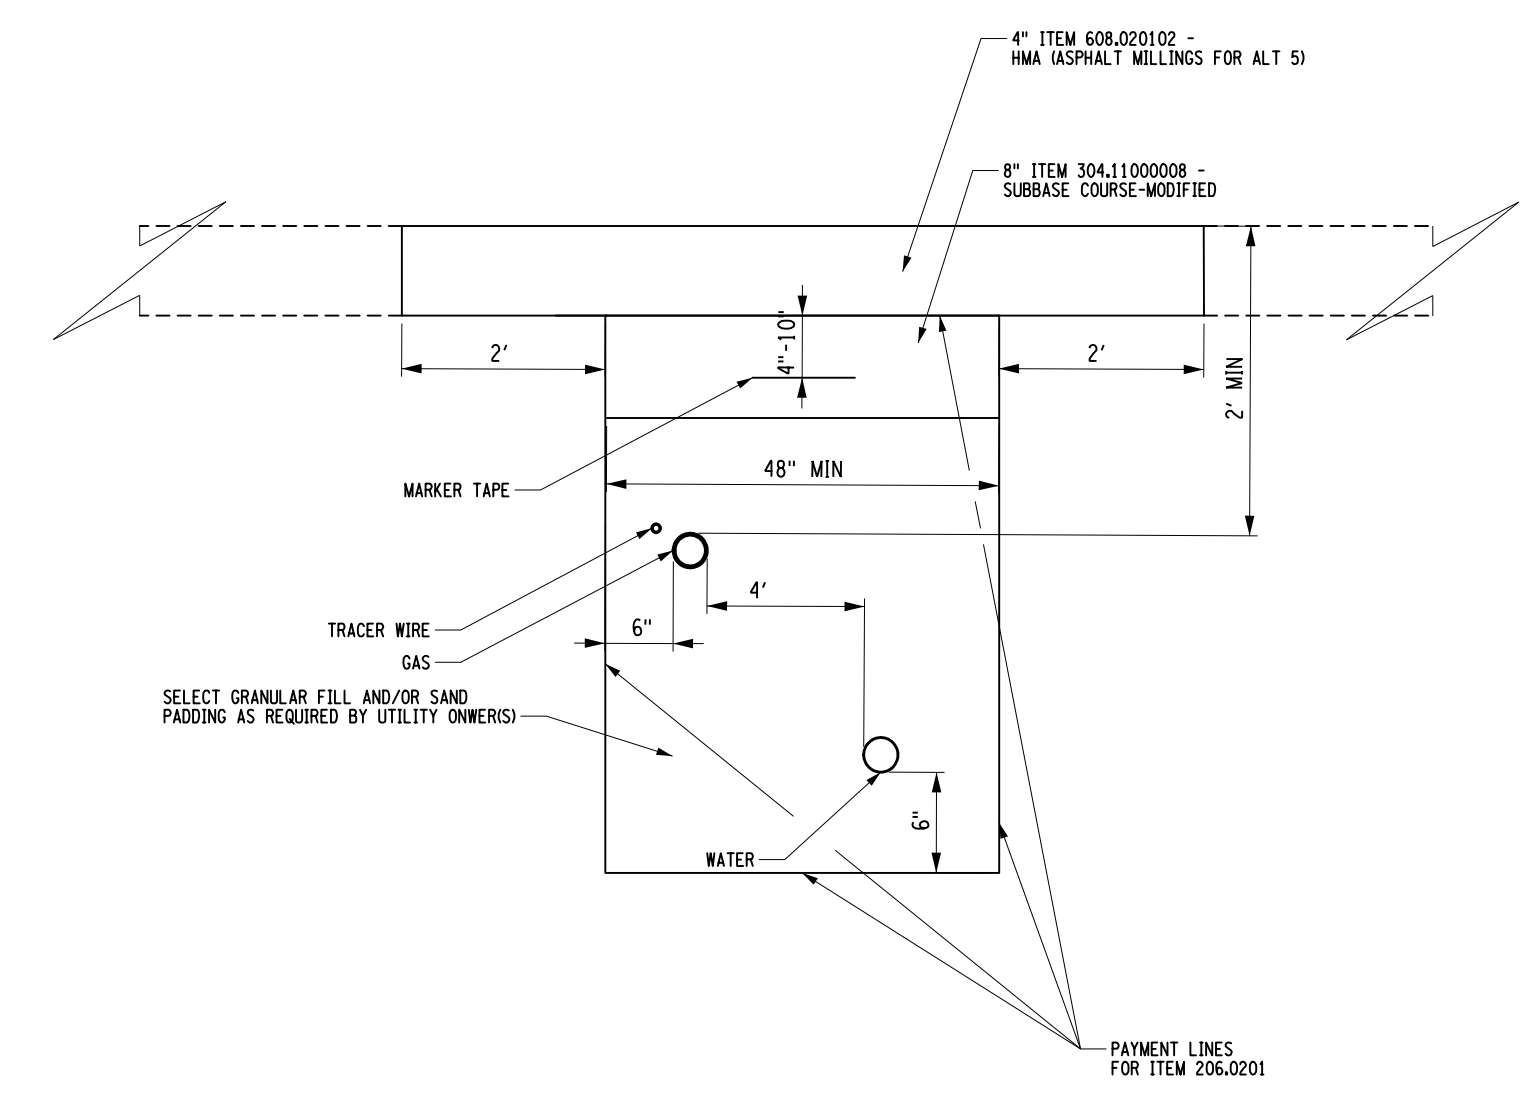 4" ITEM 608.020102 -
HMA (ASPHALT MILLINGS FOR ALT 5)
8" ITEM 304.11000008 -
SUBBASE COURSE-MODIFIED
2'
4"-10"
2'
2' MIN
48" MIN
MARKER TAPE
4'
TRACER WIRE
6"
GAS
SELECT GRANULAR FILL AND/OR SAND
PADDING AS REQUIRED BY UTILITY ONWER(S)
6"
WATER
PAYMENT LINES
FOR ITEM 206.0201